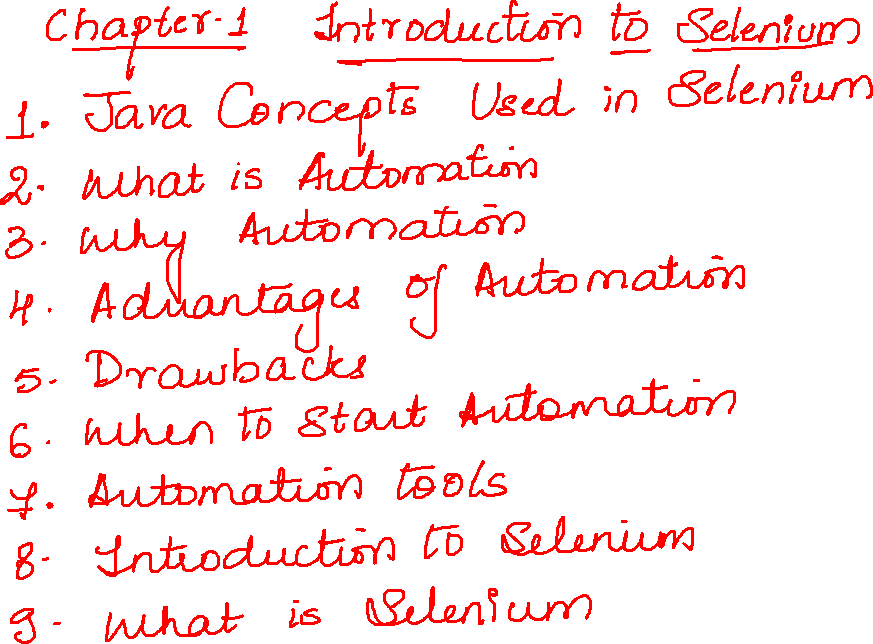 Chapter-1 Introduction to Selenium
1. Java Concepts Used in Selenium
2. What is Automation
3. Why Automation
4. Advantages of Automation
5. Drawbacks
6. When to Start Automation
7. Automation tools
8. Introduction to Selenium
9. What is Selenium